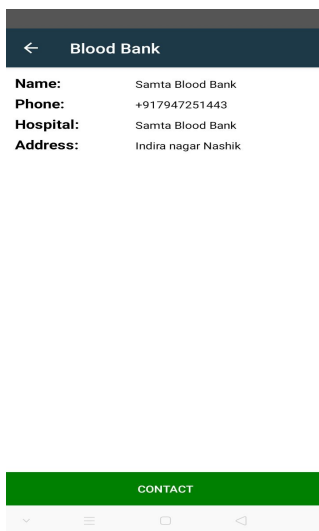 Blood Bank
Name: Samta Blood Bank
Phone: +917947251443
Hospital: Samta Blood Bank
Address: Indira nagar Nashik
CONTACT